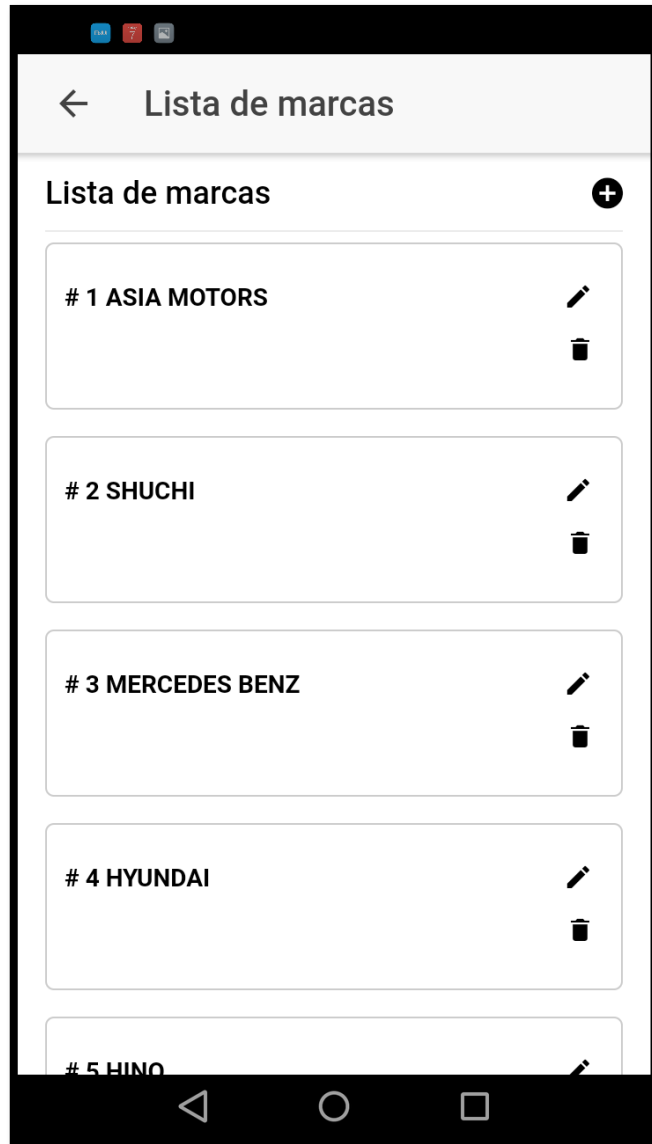 Lista de marcas
Lista de marcas
# 1 ASIA MOTORS
# 2 SHUCHI
# 3 MERCEDES BENZ
# 4 HYUNDAI
# 5 HINO